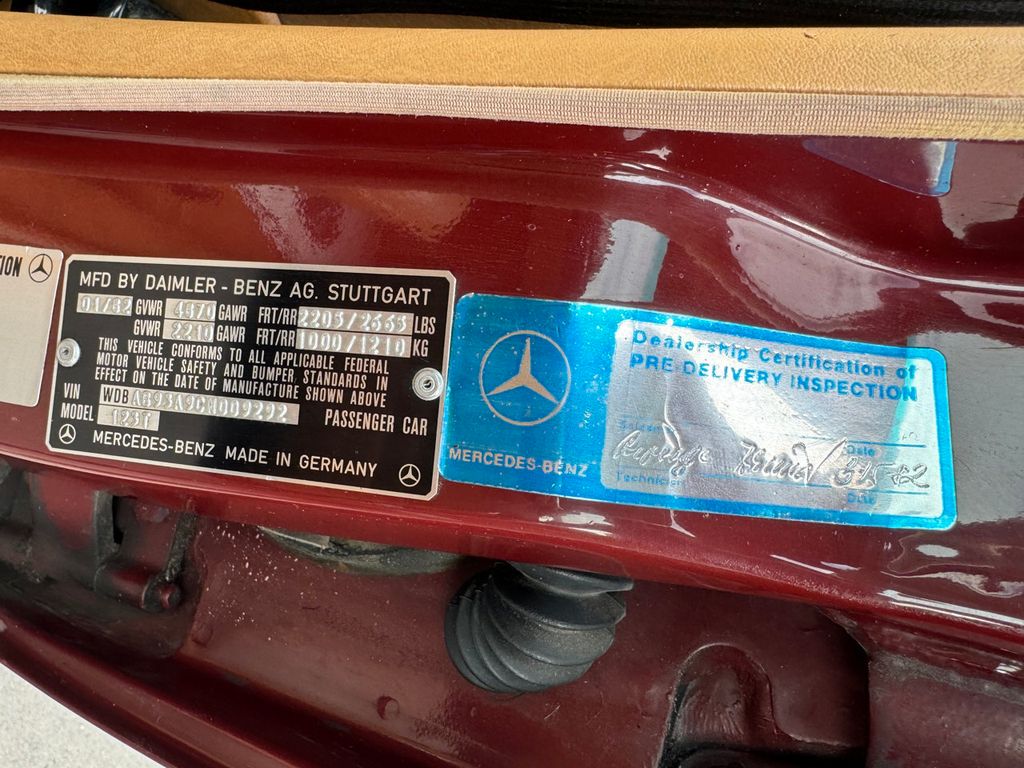 TION
MFD BY DAIMLER - BENZ AG. STUTTGART
01/82 GVWR 4870 GAWR FRT/RR 2205/2665 LBS
GVWR 2210 GAWR FRT/RR 1000/1210 KG
THIS VEHICLE CONFORMS TO ALL APPLICABLE FEDERAL
MOTOR VEHICLE SAFETY AND BUMPER STANDARDS IN
EFFECT ON THE DATE OF MANUFACTURE SHOWN ABOVE
VIN WDBAB93A9CN009292
MODEL 123T PASSENGER CAR
MERCEDES-BENZ MADE IN GERMANY
MERCEDES-BENZ
Dealership Certification of
PRE DELIVERY INSPECTION
Date
Technician
Date